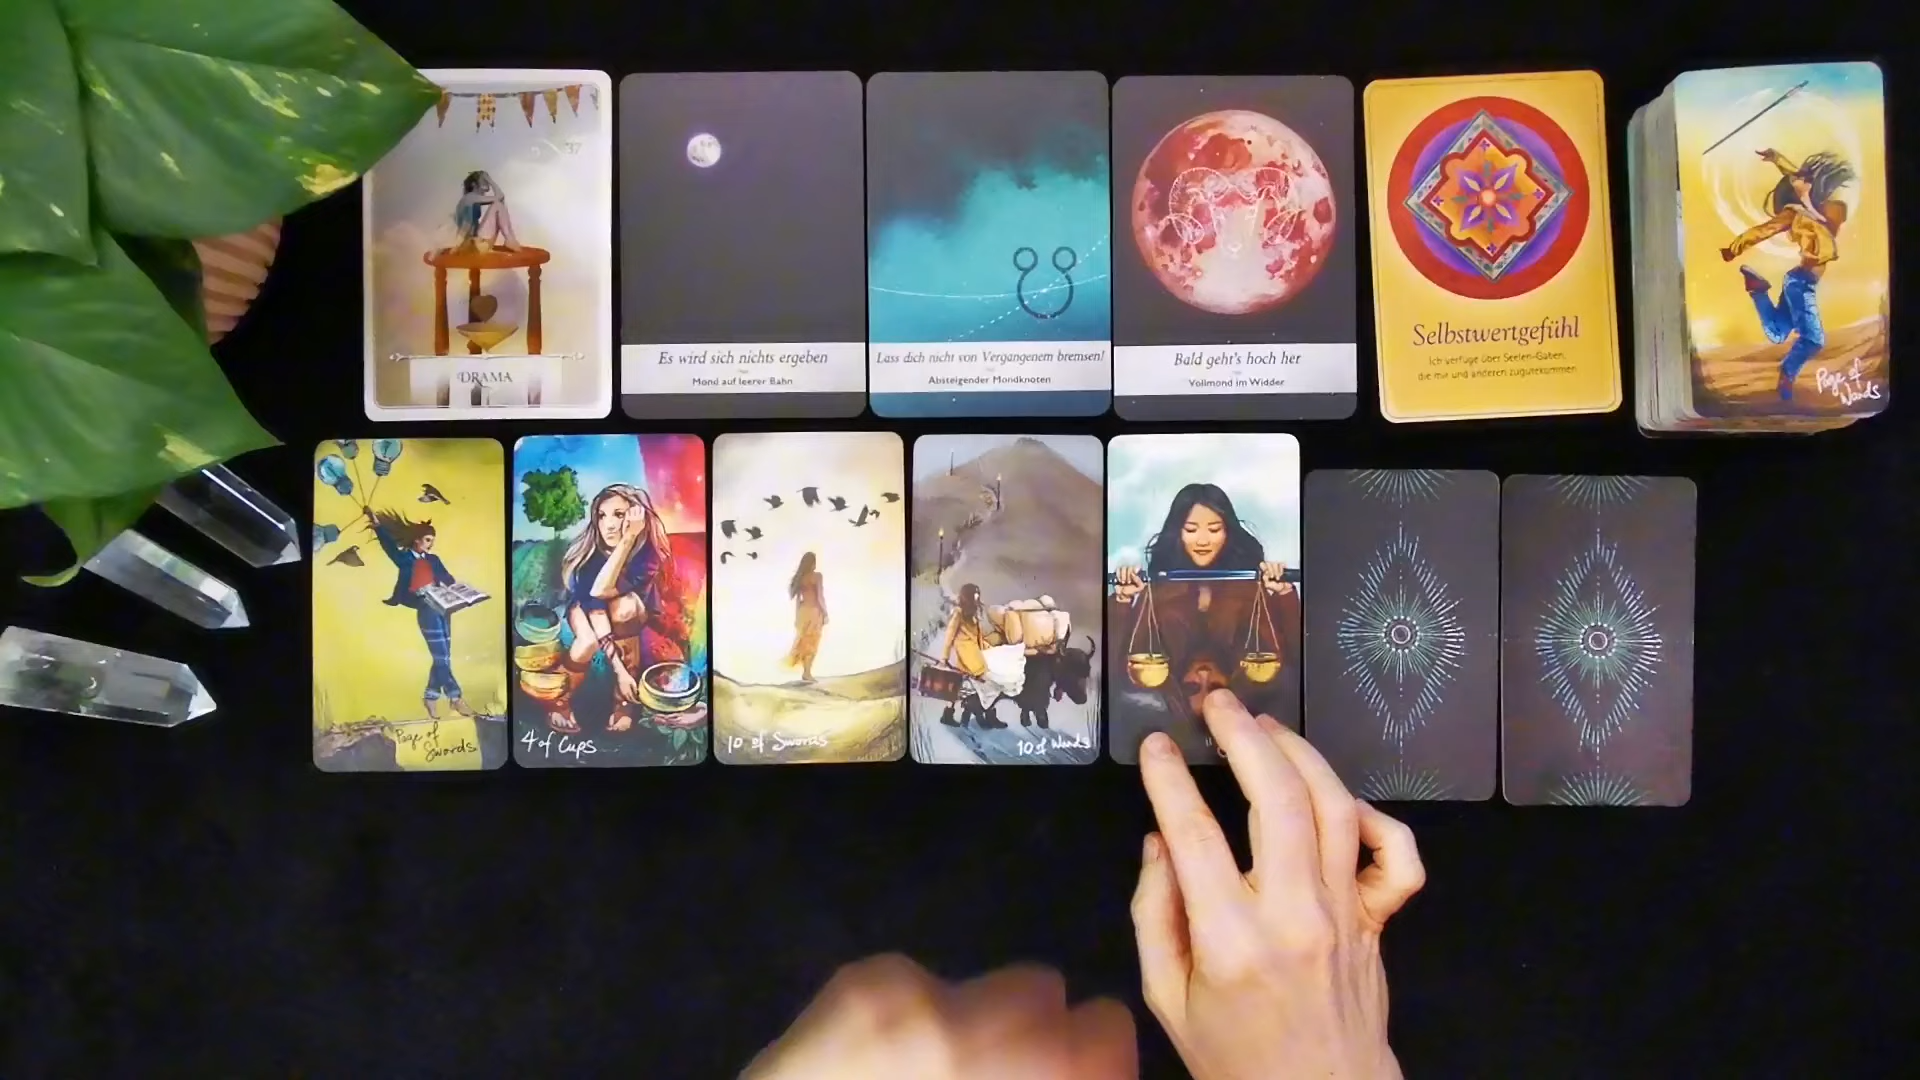 37
DRAMA
Es wird sich nichts ergeben
Mond auf leerer Bahn
Lass dich nicht von Vergangenem bremsen!
Absteigender Mondknoten
Bald geht's hoch her
Vollmond im Widder
Selbstwertgefühl
Ich verfüge über Seelen-Gaben,
die mir und anderen zugutekommen.
Page of
Wands
Page of
Swords
4 of Cups
10 of Swords
10 of Wands
11